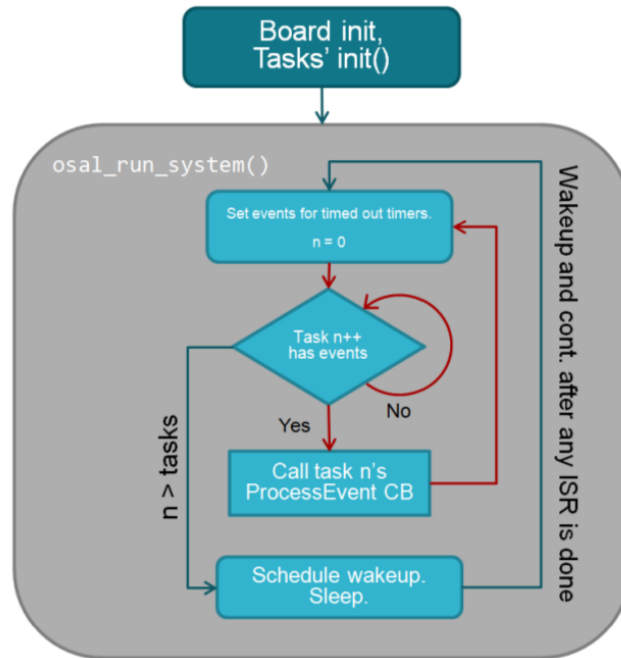 Board init,
Tasks' init()
osal_run_system()
Set events for timed out timers.
n = 0
Task n++
has events
No
Yes
Call task n's
ProcessEvent CB
n > tasks
Schedule wakeup.
Sleep.
Wakeup and cont. after any ISR is done